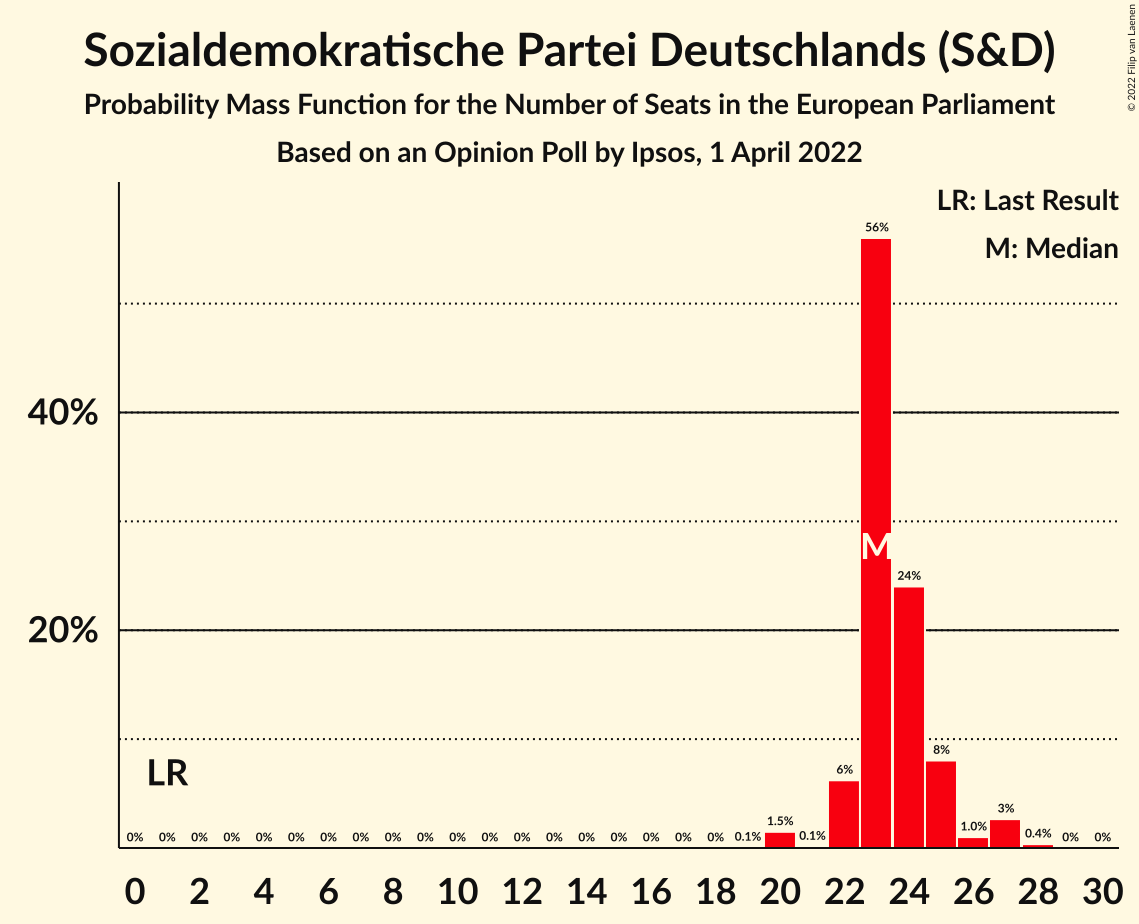 Sozialdemokratische Partei Deutschlands (S&D)
Probability Mass Function for the Number of Seats in the European Parliament
Based on an Opinion Poll by Ipsos, 1 April 2022
© 2022 Filip van Laenen
LR: Last Result
M: Median
56%
40%
M
24%
20%
8%
LR
6%
3%
0% 0% 0% 0% 0% 0% 0% 0% 0% 0% 0% 0% 0% 0% 0% 0% 0% 0% 0% 0.1% 1.5% 0.1% 1.0% 0.4% 0% 0%
0 2 4 6 8 10 12 14 16 18 20 22 24 26 28 30